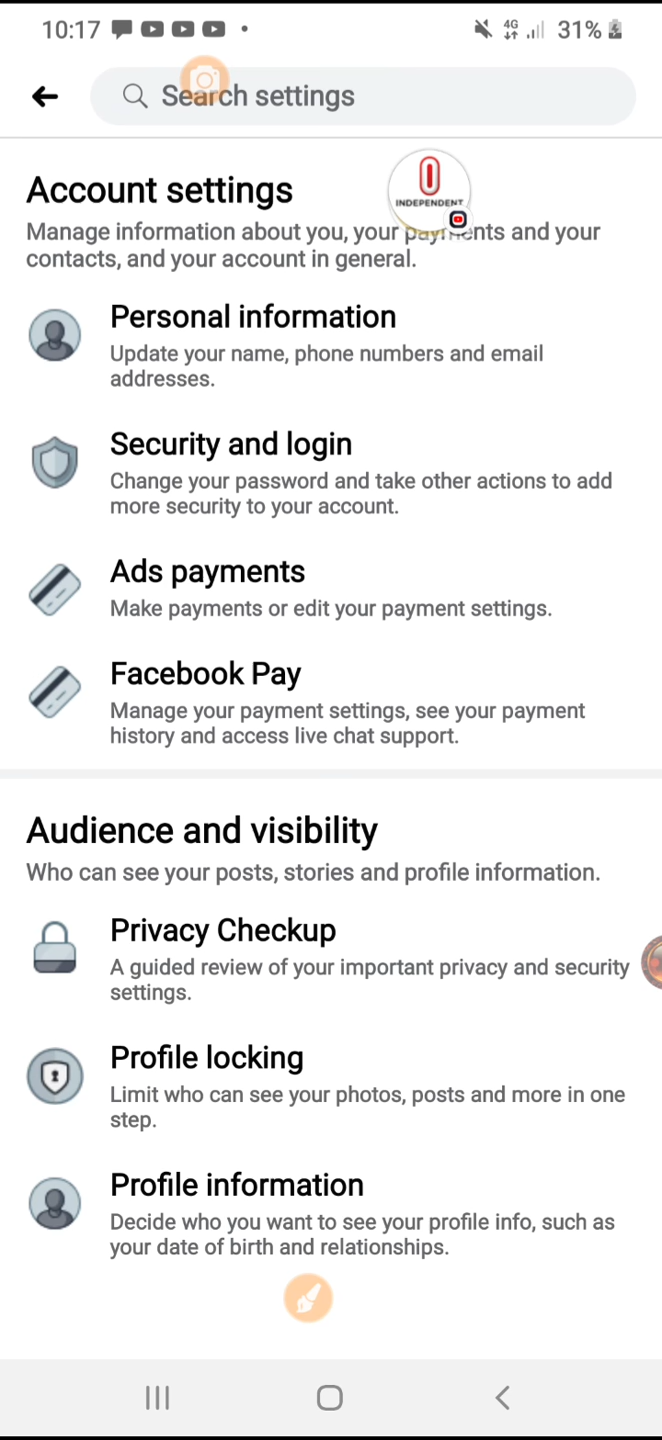 10:17
4G
31%
Search settings
Account settings
INDEPENDENT
Manage information about you, your payments and your
contacts, and your account in general.
Personal information
Update your name, phone numbers and email
addresses.
Security and login
Change your password and take other actions to add
more security to your account.
Ads payments
Make payments or edit your payment settings.
Facebook Pay
Manage your payment settings, see your payment
history and access live chat support.
Audience and visibility
Who can see your posts, stories and profile information.
Privacy Checkup
A guided review of your important privacy and security
settings.
Profile locking
Limit who can see your photos, posts and more in one
step.
Profile information
Decide who you want to see your profile info, such as
your date of birth and relationships.